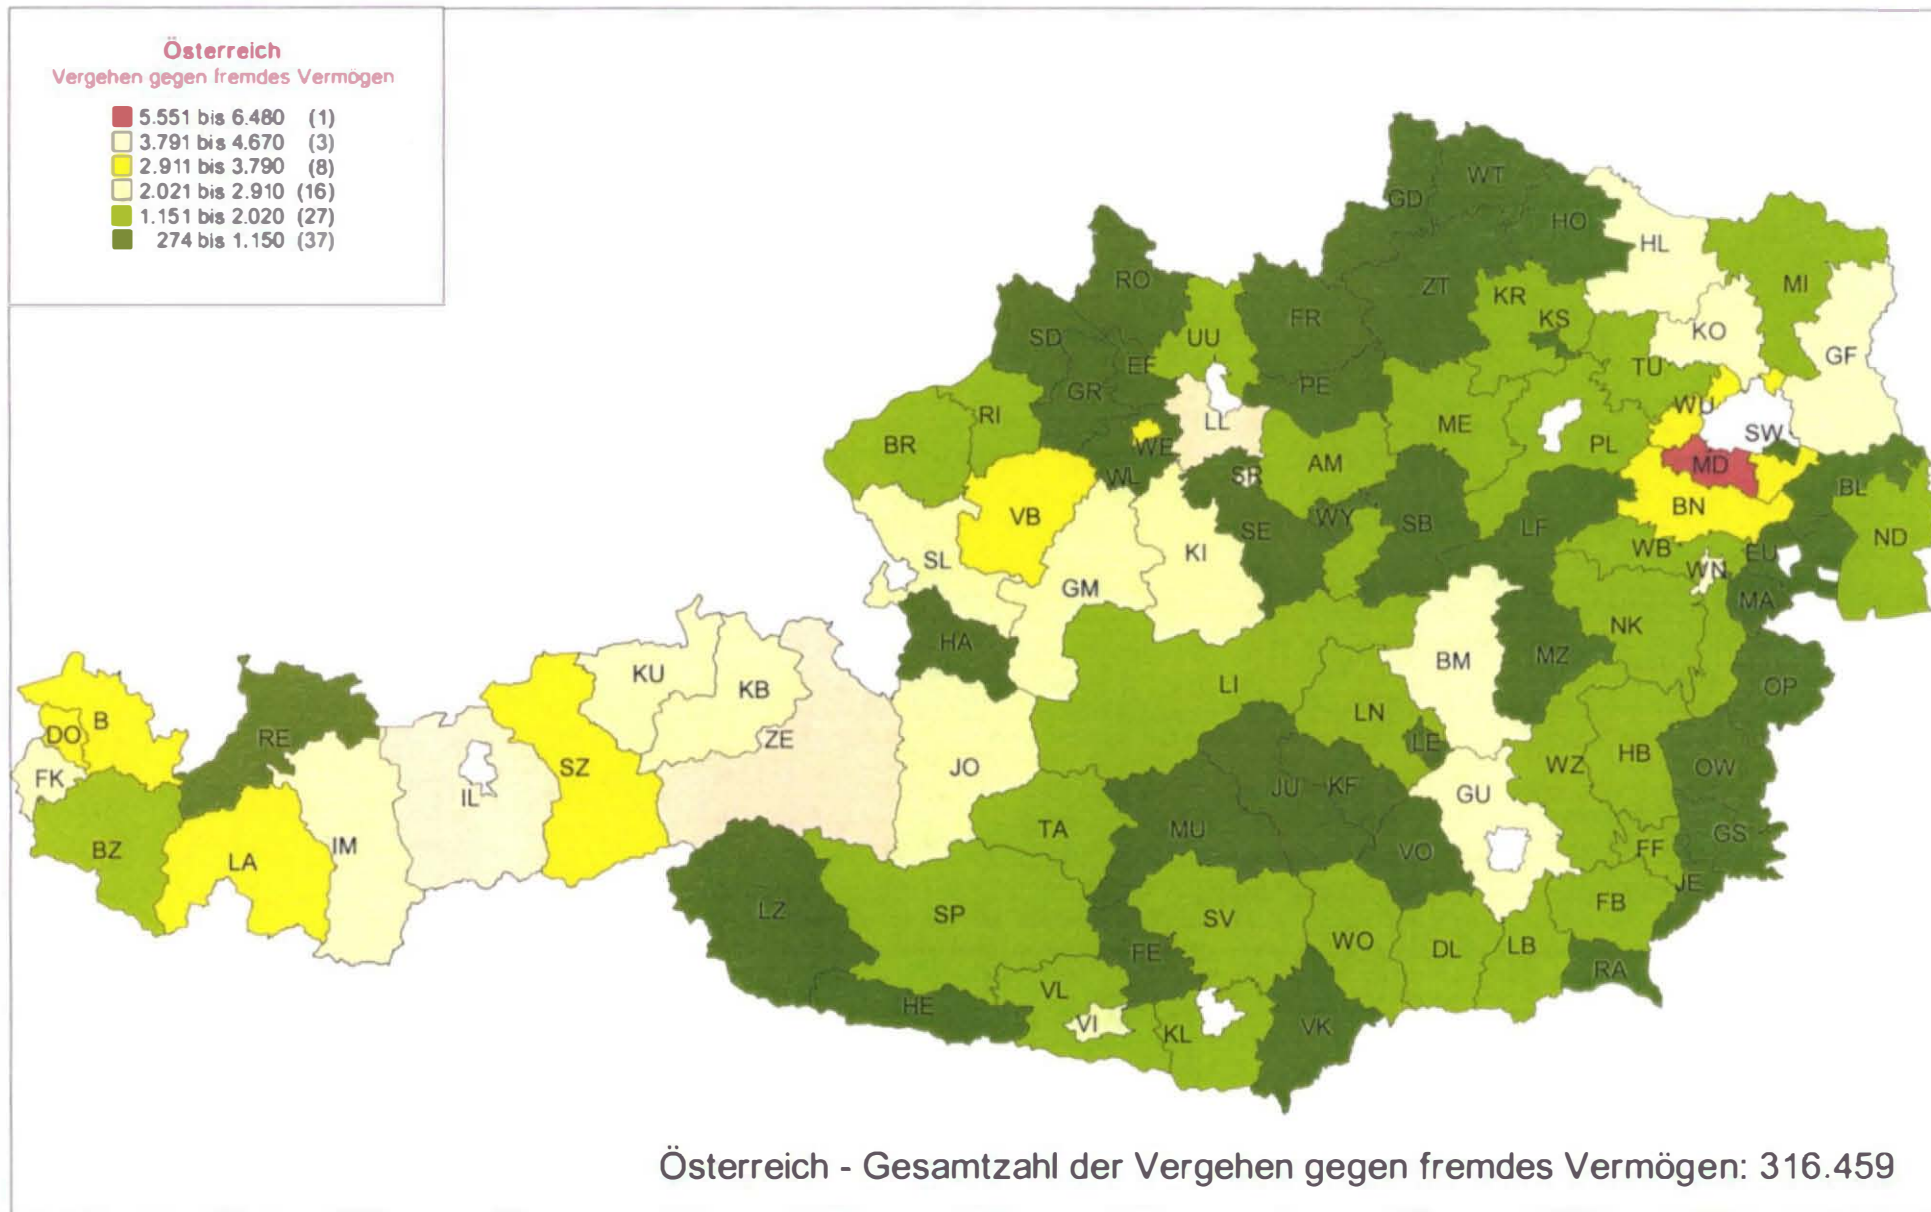 Österreich
Vergehen gegen fremdes Vermögen
5.551 bis 6.480 (1)
3.791 bis 4.670 (3)
2.911 bis 3.790 (8)
2.021 bis 2.910 (16)
1.151 bis 2.020 (27)
274 bis 1.150 (37)
WT
GD
HO
HL
RO
ZT
MI
KR
KS
FR
SD
UU
KO
GF
EF
TU
PE
GR
WU
RI
LL
ME
SW
BR
WE
PL
AM
MD
WL
SR
BL
BN
VB
WY
SB
SE
LF
ND
KI
WB
EU
SL
WN
GM
MA
HA
NK
KU
BM
MZ
KB
LI
OP
B
LN
DO
RE
ZE
LE
HB
FK
SZ
JO
WZ
OW
IL
JU
KF
GU
TA
MU
GS
IM
BZ
LA
VO
FF
JE
LZ
SP
SV
FB
WO
DL
LB
FE
RA
VL
HE
VI
KL
VK
Österreich - Gesamtzahl der Vergehen gegen fremdes Vermögen: 316.459